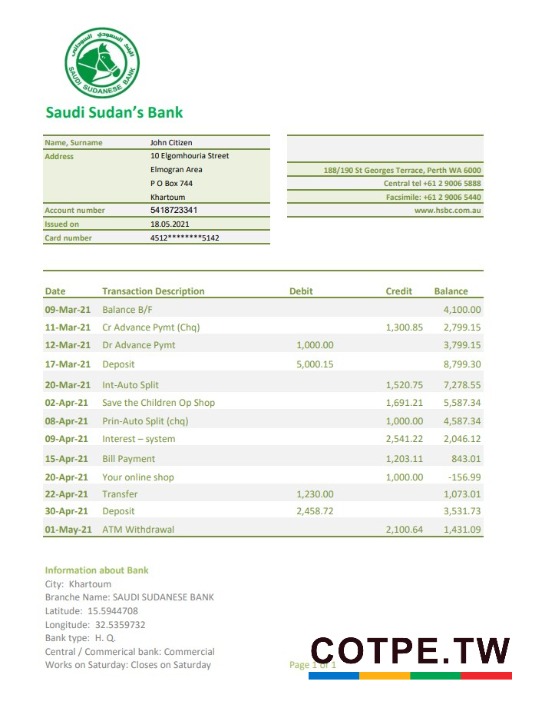 SAUDI SUDANESE BANK
Saudi Sudan's Bank
Name, Surname John Citizen
Address 10 Elgomhouria Street
Elmogran Area
P O Box 744
Khartoum
Account number 5418723341
Issued on 18.05.2021
Card number 4512********5142
188/190 St Georges Terrace, Perth WA 6000
Central tel +61 2 9006 5888
Facsimile: +61 2 9006 5440
www.hsbc.com.au
Date Transaction Description Debit Credit Balance
09-Mar-21 Balance B/F 4,100.00
11-Mar-21 Cr Advance Pymt (Chq) 1,300.85 2,799.15
12-Mar-21 Dr Advance Pymt 1,000.00 3,799.15
17-Mar-21 Deposit 5,000.15 8,799.30
20-Mar-21 Int-Auto Split 1,520.75 7,278.55
02-Apr-21 Save the Children Op Shop 1,691.21 5,587.34
08-Apr-21 Prin-Auto Split (chq) 1,000.00 4,587.34
09-Apr-21 Interest – system 2,541.22 2,046.12
15-Apr-21 Bill Payment 1,203.11 843.01
20-Apr-21 Your online shop 1,000.00 -156.99
22-Apr-21 Transfer 1,230.00 1,073.01
30-Apr-21 Deposit 2,458.72 3,531.73
01-May-21 ATM Withdrawal 2,100.64 1,431.09
Information about Bank
City: Khartoum
Branche Name: SAUDI SUDANESE BANK
Latitude: 15.5944708
Longitude: 32.5359732
Bank type: H. Q.
Central / Commerical bank: Commercial
Works on Saturday: Closes on Saturday
Page 1 of 1
COTPE.TW